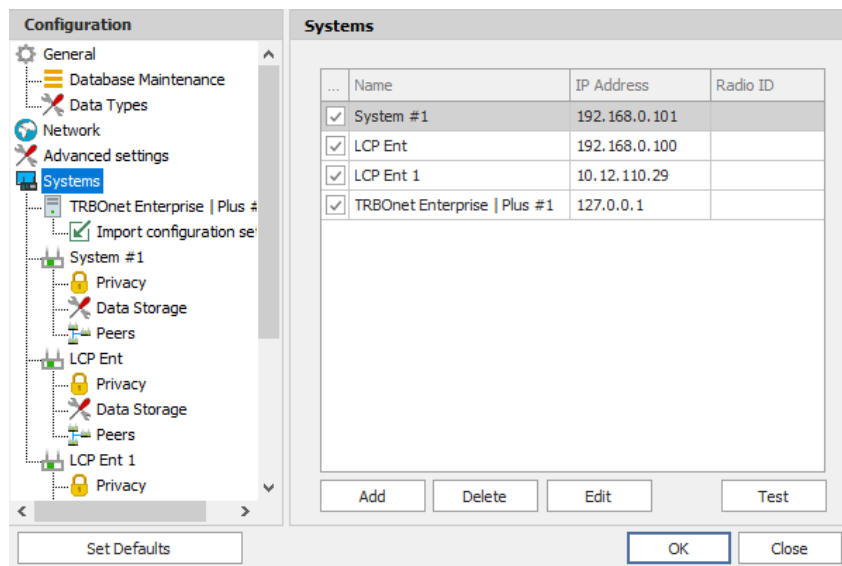 Configuration
General
Database Maintenance
Data Types
Network
Advanced settings
Systems
TRBOnet Enterprise | Plus #
Import configuration se
System #1
Privacy
Data Storage
Peers
LCP Ent
Privacy
Data Storage
Peers
LCP Ent 1
Privacy
Set Defaults
Systems
... Name IP Address Radio ID
System #1 192.168.0.101
LCP Ent 192.168.0.100
LCP Ent 1 10.12.110.29
TRBOnet Enterprise | Plus #1 127.0.0.1
Add Delete Edit Test
OK Close